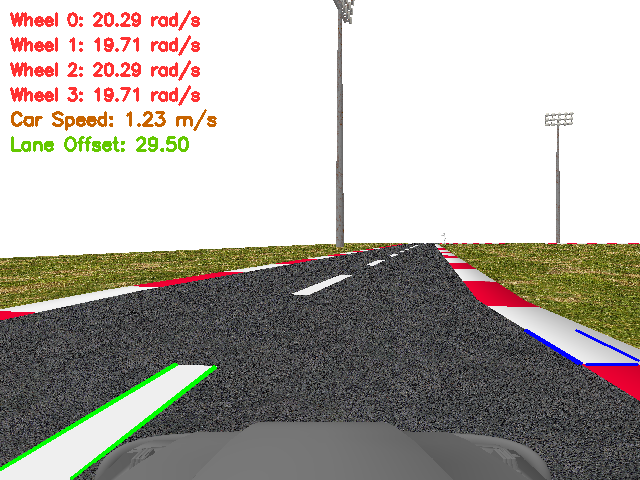 Wheel 0: 20.29 rad/s
Wheel 1: 19.71 rad/s
Wheel 2: 20.29 rad/s
Wheel 3: 19.71 rad/s
Car Speed: 1.23 m/s
Lane Offset: 29.50